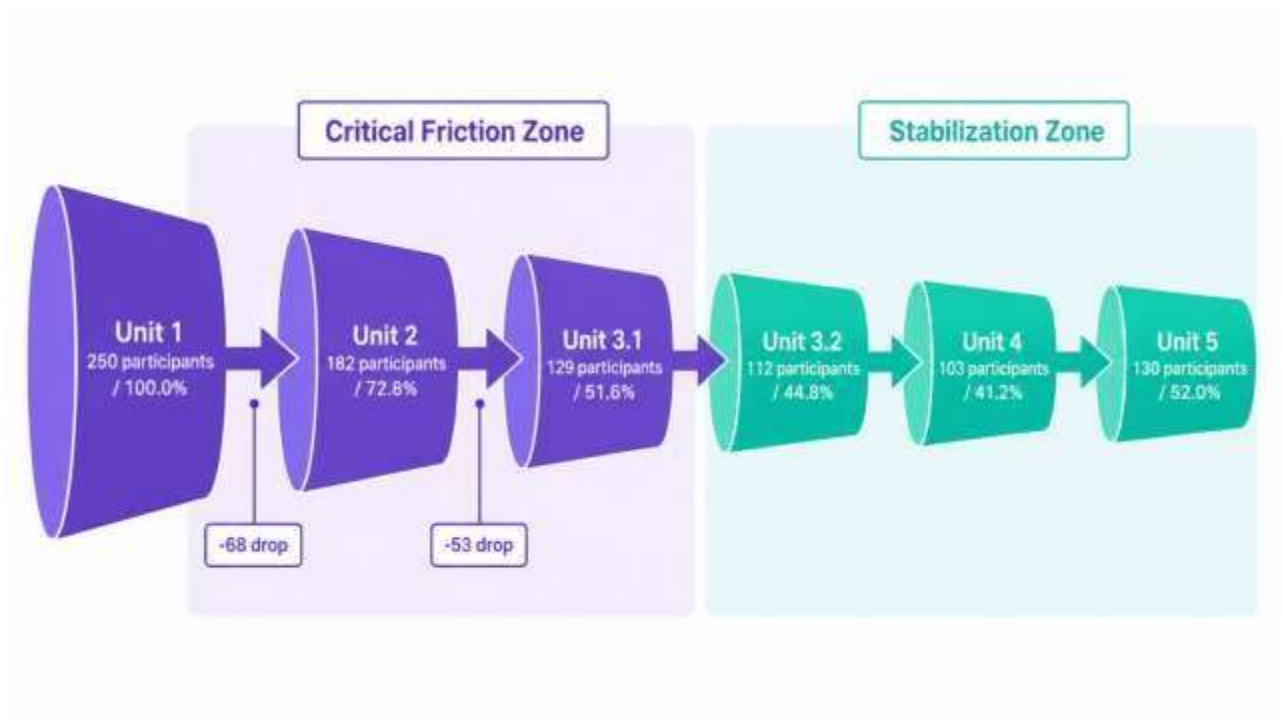 Critical Friction Zone
Stabilization Zone
Unit 1
250 participants
/ 100.0%
Unit 2
182 participants
/ 72.8%
Unit 3.1
129 participants
/ 51.6%
Unit 3.2
112 participants
/ 44.8%
Unit 4
103 participants
/ 41.2%
Unit 5
130 participants
/ 52.0%
-68 drop
-53 drop